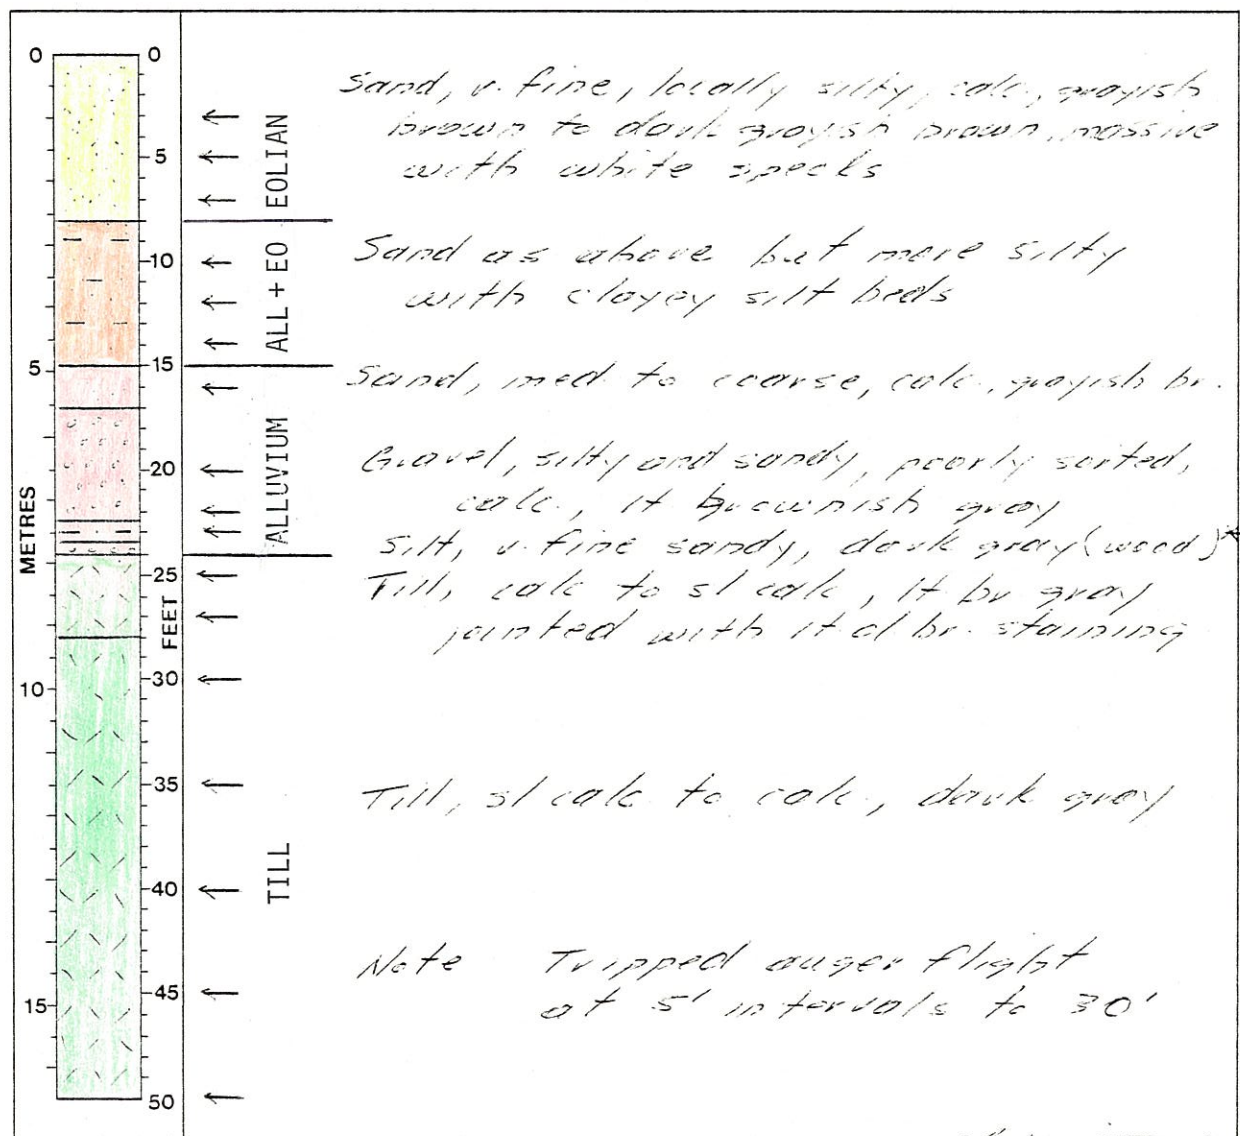 0
0
Sand, v. fine, locally silty, calc, grayish
brown to dark grayish brown, massive
with white specks
EOLIAN
5
Sand as above but more silty
with clayey silt beds
10
ALL + EO
15
5
Sand, med. to coarse, calc., grayish br.
Gravel, silty and sandy, poorly sorted,
calc., lt brownish gray
20
ALLUVIUM
METRES
Silt, v. fine sandy, dark gray (wood)*
Till, calc to sl calc, lt br gray
jointed with lt ol br. staining
25
FEET
10
30
Till, sl calc. to calc., dark gray
35
TILL
40
Note Tripped auger flight
at 5' intervals to 30'
45
15
50